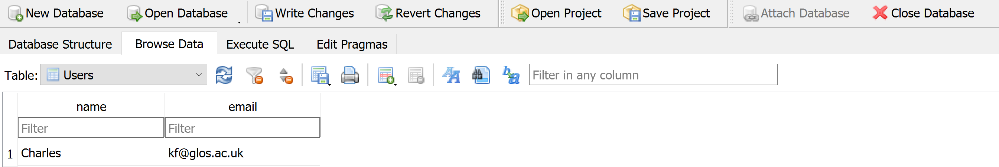 New Database Open Database Write Changes Revert Changes Open Project Save Project Attach Database Close Database
Database Structure Browse Data Execute SQL Edit Pragmas
Table: Users Filter in any column
name email
Filter Filter
1 Charles kf@glos.ac.uk